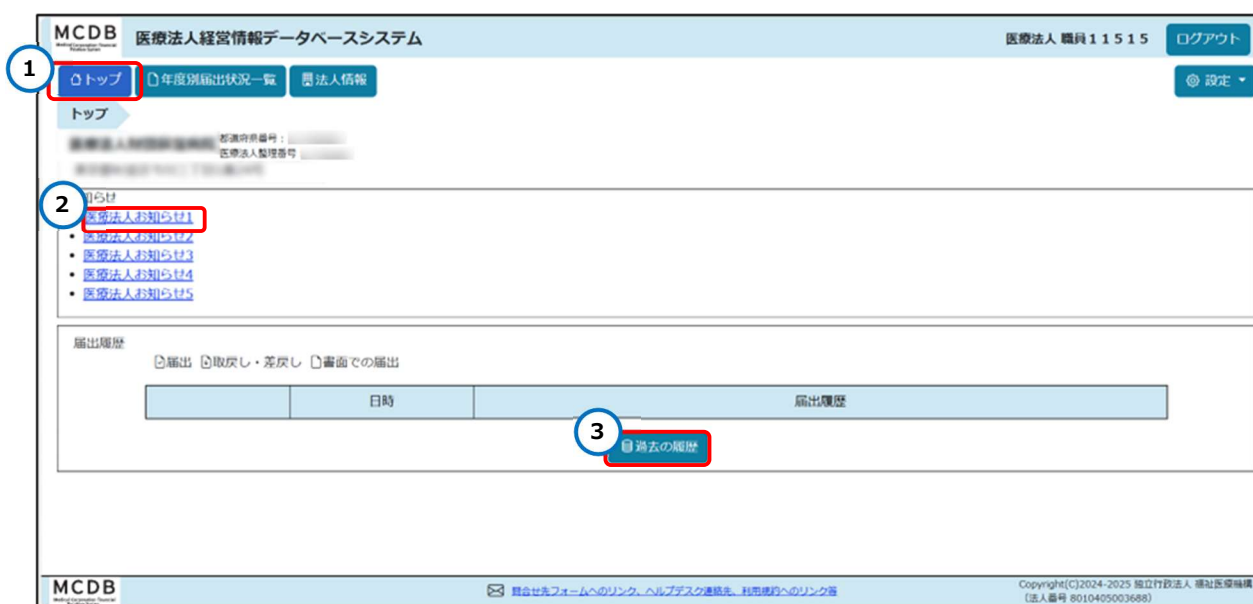 MCDB 医療法人経営情報データベースシステム 医療法人 職員11515 ログアウト
1
トップ 年度別届出状況一覧 法人情報 設定
トップ
都道府県番号：
医療法人整理番号
知らせ
2
医療法人お知らせ1
• 医療法人お知らせ2
• 医療法人お知らせ3
• 医療法人お知らせ4
• 医療法人お知らせ5
届出履歴
届出 取戻し・差戻し 書面での届出
日時 届出履歴
3
過去の履歴
MCDB 問合せ先フォームへのリンク、ヘルプデスク連絡先、利用規約へのリンク等 Copyright(C)2024-2025 独立行政法人 福祉医療機構
(法人番号 8010405003688)